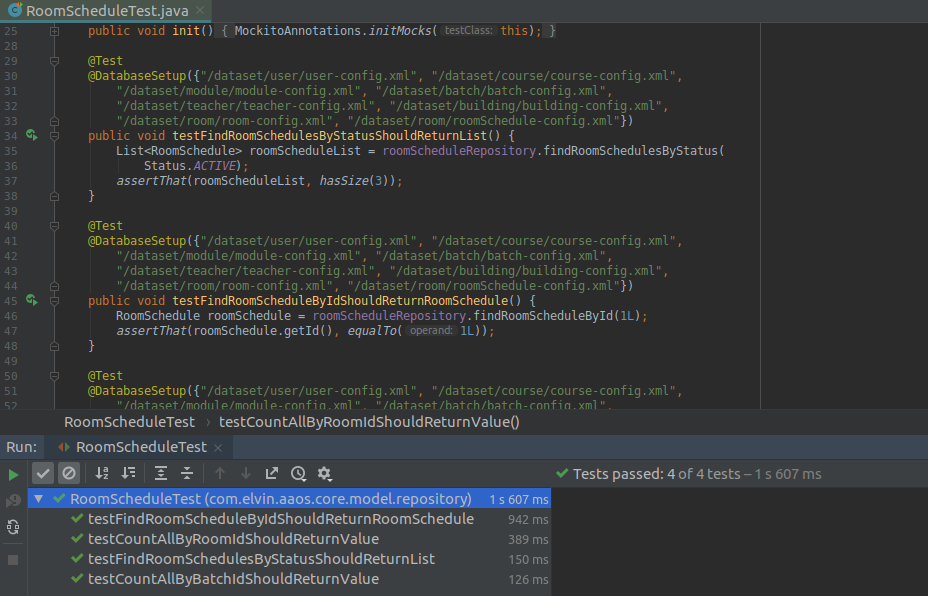 RoomScheduleTest.java
25 public void init() { MockitoAnnotations.initMocks( testClass: this); }
28
29 @Test
30 @DatabaseSetup({"/dataset/user/user-config.xml", "/dataset/course/course-config.xml",
31 "/dataset/module/module-config.xml", "/dataset/batch/batch-config.xml",
32 "/dataset/teacher/teacher-config.xml", "/dataset/building/building-config.xml",
33 "/dataset/room/room-config.xml", "/dataset/room/roomSchedule-config.xml"})
34 public void testFindRoomSchedulesByStatusShouldReturnList() {
35 List<RoomSchedule> roomScheduleList = roomScheduleRepository.findRoomSchedulesByStatus(
36 Status.ACTIVE);
37 assertThat(roomScheduleList, hasSize(3));
38 }
39
40 @Test
41 @DatabaseSetup({"/dataset/user/user-config.xml", "/dataset/course/course-config.xml",
42 "/dataset/module/module-config.xml", "/dataset/batch/batch-config.xml",
43 "/dataset/teacher/teacher-config.xml", "/dataset/building/building-config.xml",
44 "/dataset/room/room-config.xml", "/dataset/room/roomSchedule-config.xml"})
45 public void testFindRoomScheduleByIdShouldReturnRoomSchedule() {
46 RoomSchedule roomSchedule = roomScheduleRepository.findRoomScheduleById(1L);
47 assertThat(roomSchedule.getId(), equalTo( operand: 1L));
48 }
49
50 @Test
51 @DatabaseSetup({"/dataset/user/user-config.xml", "/dataset/course/course-config.xml",
52 "/dataset/module/module-config.xml", "/dataset/batch/batch-config.xml",
RoomScheduleTest › testCountAllByRoomIdShouldReturnValue()
Run: RoomScheduleTest
Tests passed: 4 of 4 tests – 1 s 607 ms
RoomScheduleTest (com.elvin.aaos.core.model.repository) 1 s 607 ms
testFindRoomScheduleByIdShouldReturnRoomSchedule 942 ms
testCountAllByRoomIdShouldReturnValue 389 ms
testFindRoomSchedulesByStatusShouldReturnList 150 ms
testCountAllByBatchIdShouldReturnValue 126 ms